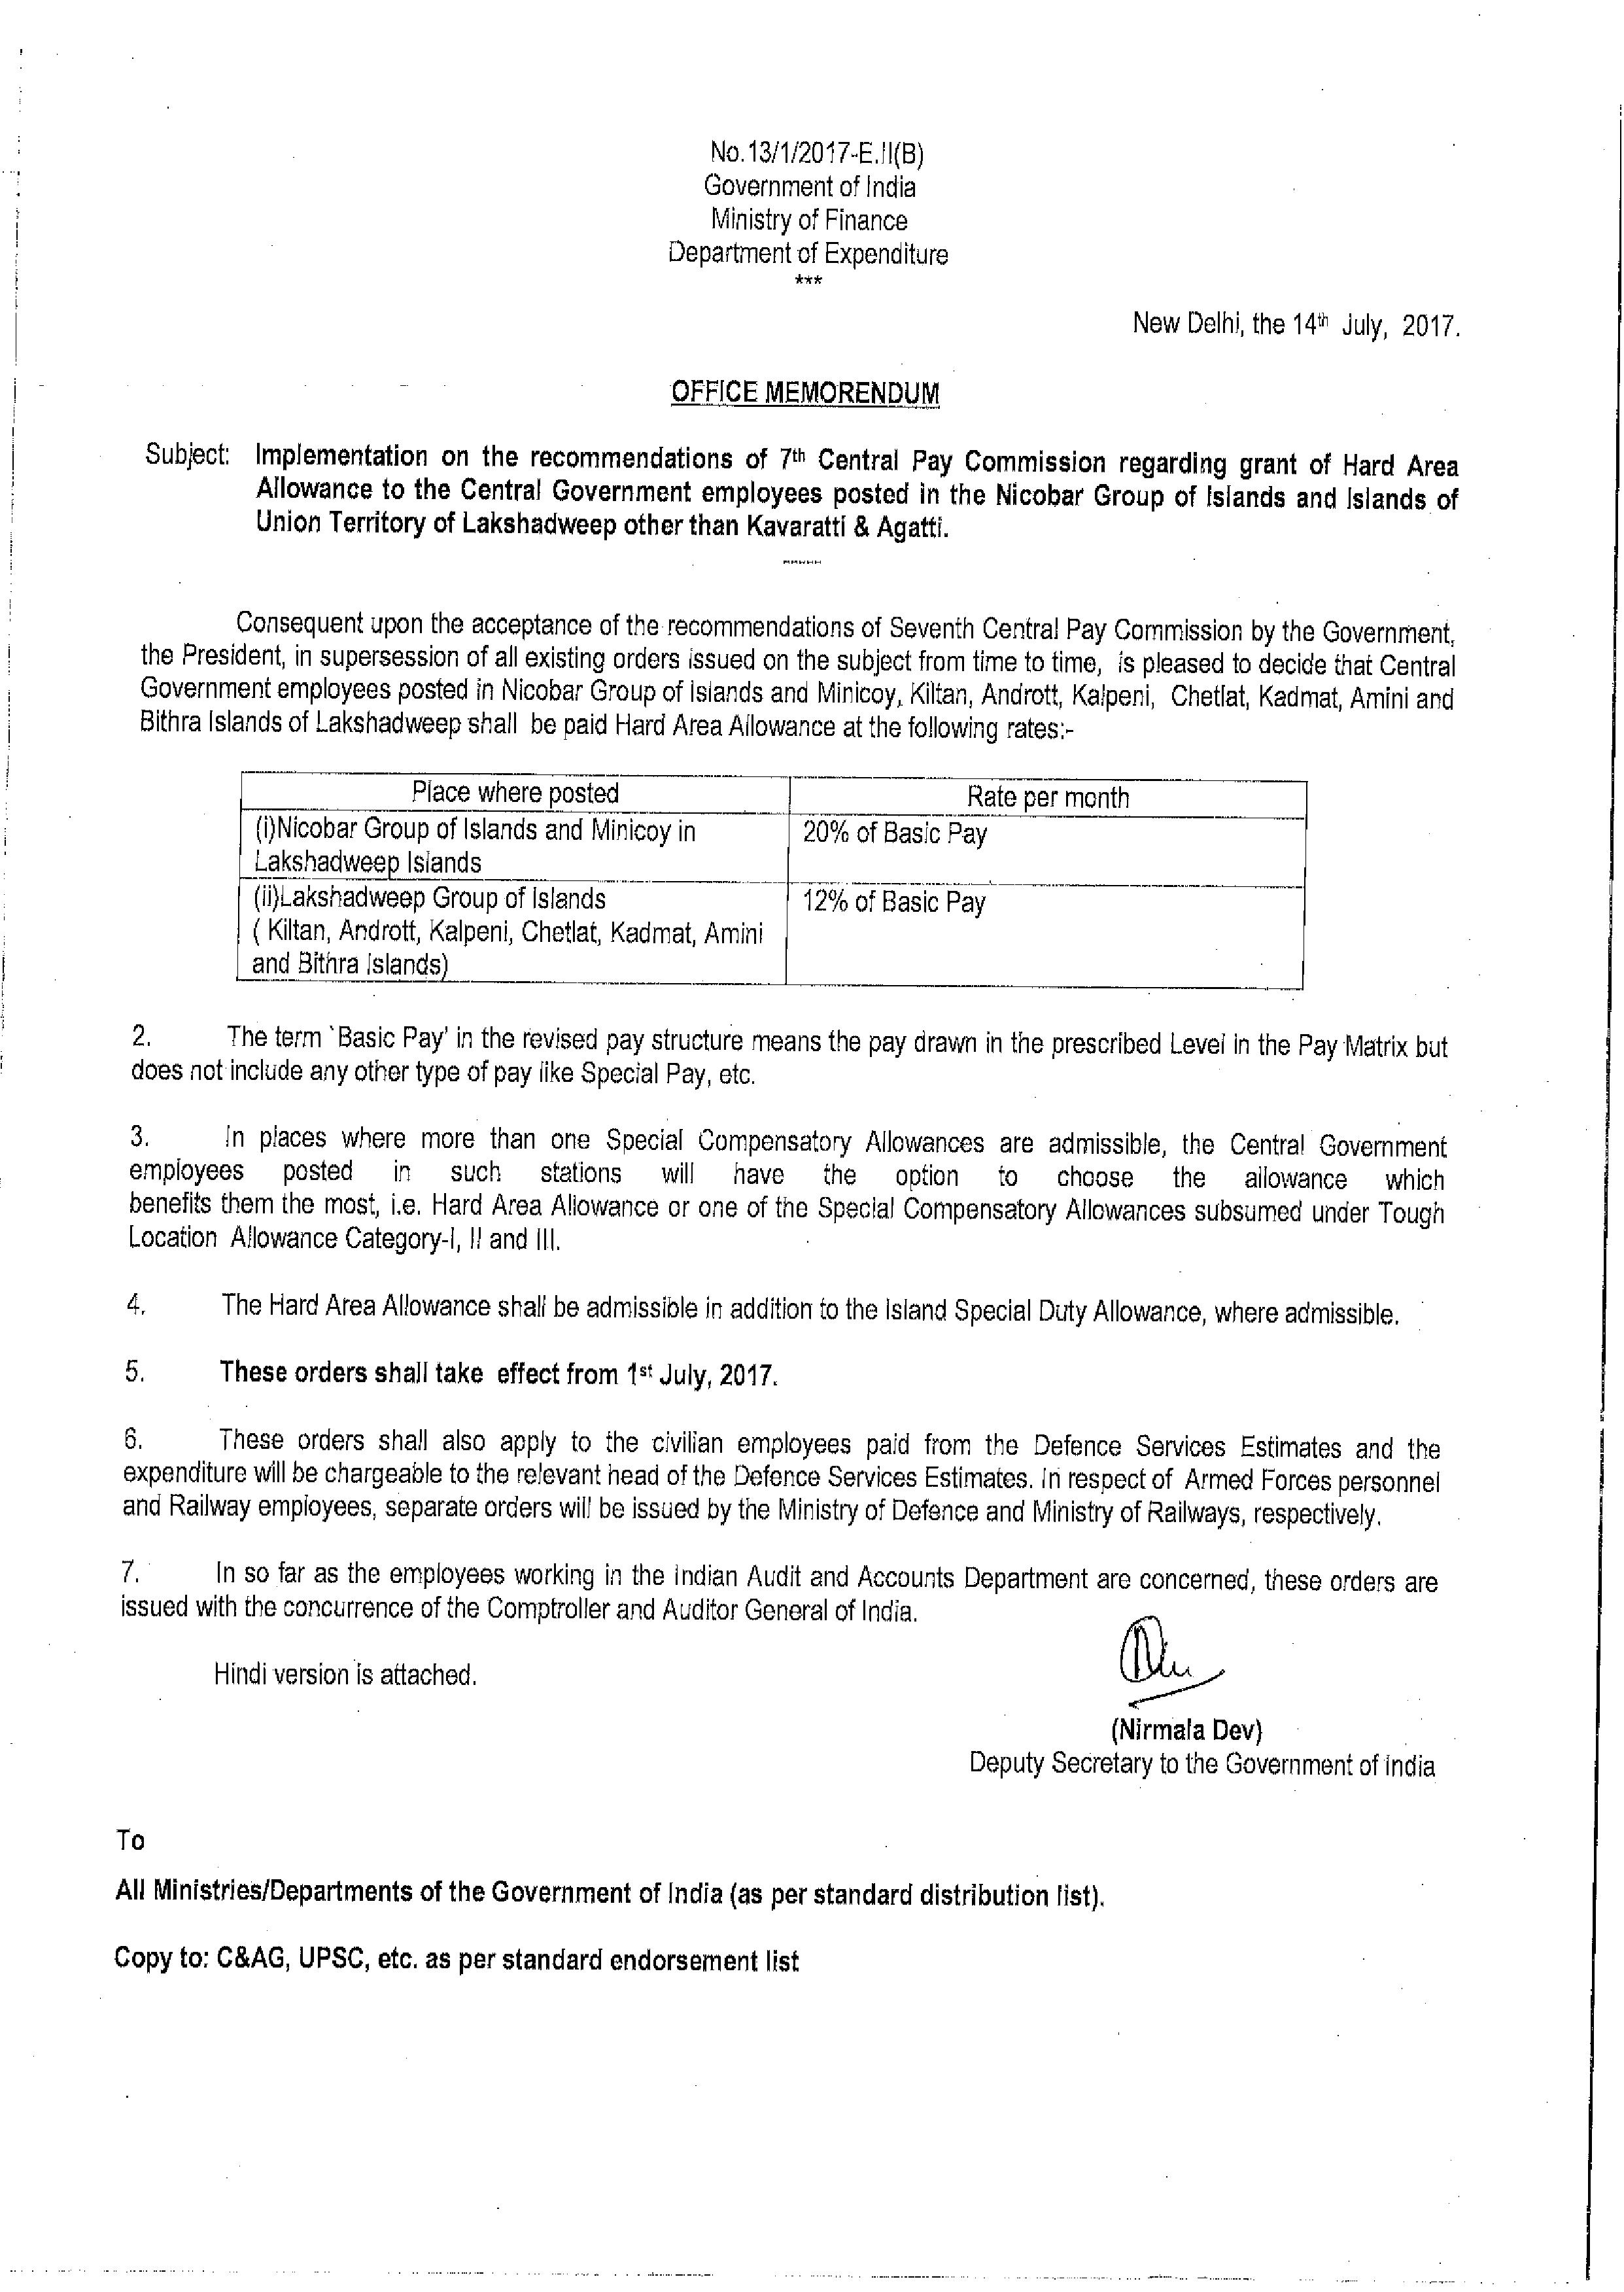 No.13/1/2017-E.II(B)
Government of India
Ministry of Finance
Department of Expenditure
***
New Delhi, the 14th July, 2017.
OFFICE MEMORENDUM
Subject: Implementation on the recommendations of 7th Central Pay Commission regarding grant of Hard Area
Allowance to the Central Government employees posted in the Nicobar Group of Islands and Islands of
Union Territory of Lakshadweep other than Kavaratti & Agatti.
-----
Consequent upon the acceptance of the recommendations of Seventh Central Pay Commission by the Government,
the President, in supersession of all existing orders issued on the subject from time to time, is pleased to decide that Central
Government employees posted in Nicobar Group of Islands and Minicoy, Kiltan, Andrott, Kalpeni, Chetlat, Kadmat, Amini and
Bithra Islands of Lakshadweep shall be paid Hard Area Allowance at the following rates:-
Place where posted Rate per month
(i)Nicobar Group of Islands and Minicoy in 20% of Basic Pay
Lakshadweep Islands
(ii)Lakshadweep Group of Islands 12% of Basic Pay
( Kiltan, Andrott, Kalpeni, Chetlat, Kadmat, Amini
and Bithra Islands)
2. The term `Basic Pay' in the revised pay structure means the pay drawn in the prescribed Level in the Pay Matrix but
does not include any other type of pay like Special Pay, etc.
3. In places where more than one Special Compensatory Allowances are admissible, the Central Government
employees posted in such stations will have the option to choose the allowance which
benefits them the most, i.e. Hard Area Allowance or one of the Special Compensatory Allowances subsumed under Tough
Location Allowance Category-I, II and III.
4. The Hard Area Allowance shall be admissible in addition to the Island Special Duty Allowance, where admissible.
5. These orders shall take effect from 1st July, 2017.
6. These orders shall also apply to the civilian employees paid from the Defence Services Estimates and the
expenditure will be chargeable to the relevant head of the Defence Services Estimates. In respect of Armed Forces personnel
and Railway employees, separate orders will be issued by the Ministry of Defence and Ministry of Railways, respectively.
7. In so far as the employees working in the Indian Audit and Accounts Department are concerned, these orders are
issued with the concurrence of the Comptroller and Auditor General of India.
Hindi version is attached.
(Nirmala Dev)
Deputy Secretary to the Government of India
To
All Ministries/Departments of the Government of India (as per standard distribution list).
Copy to: C&AG, UPSC, etc. as per standard endorsement list